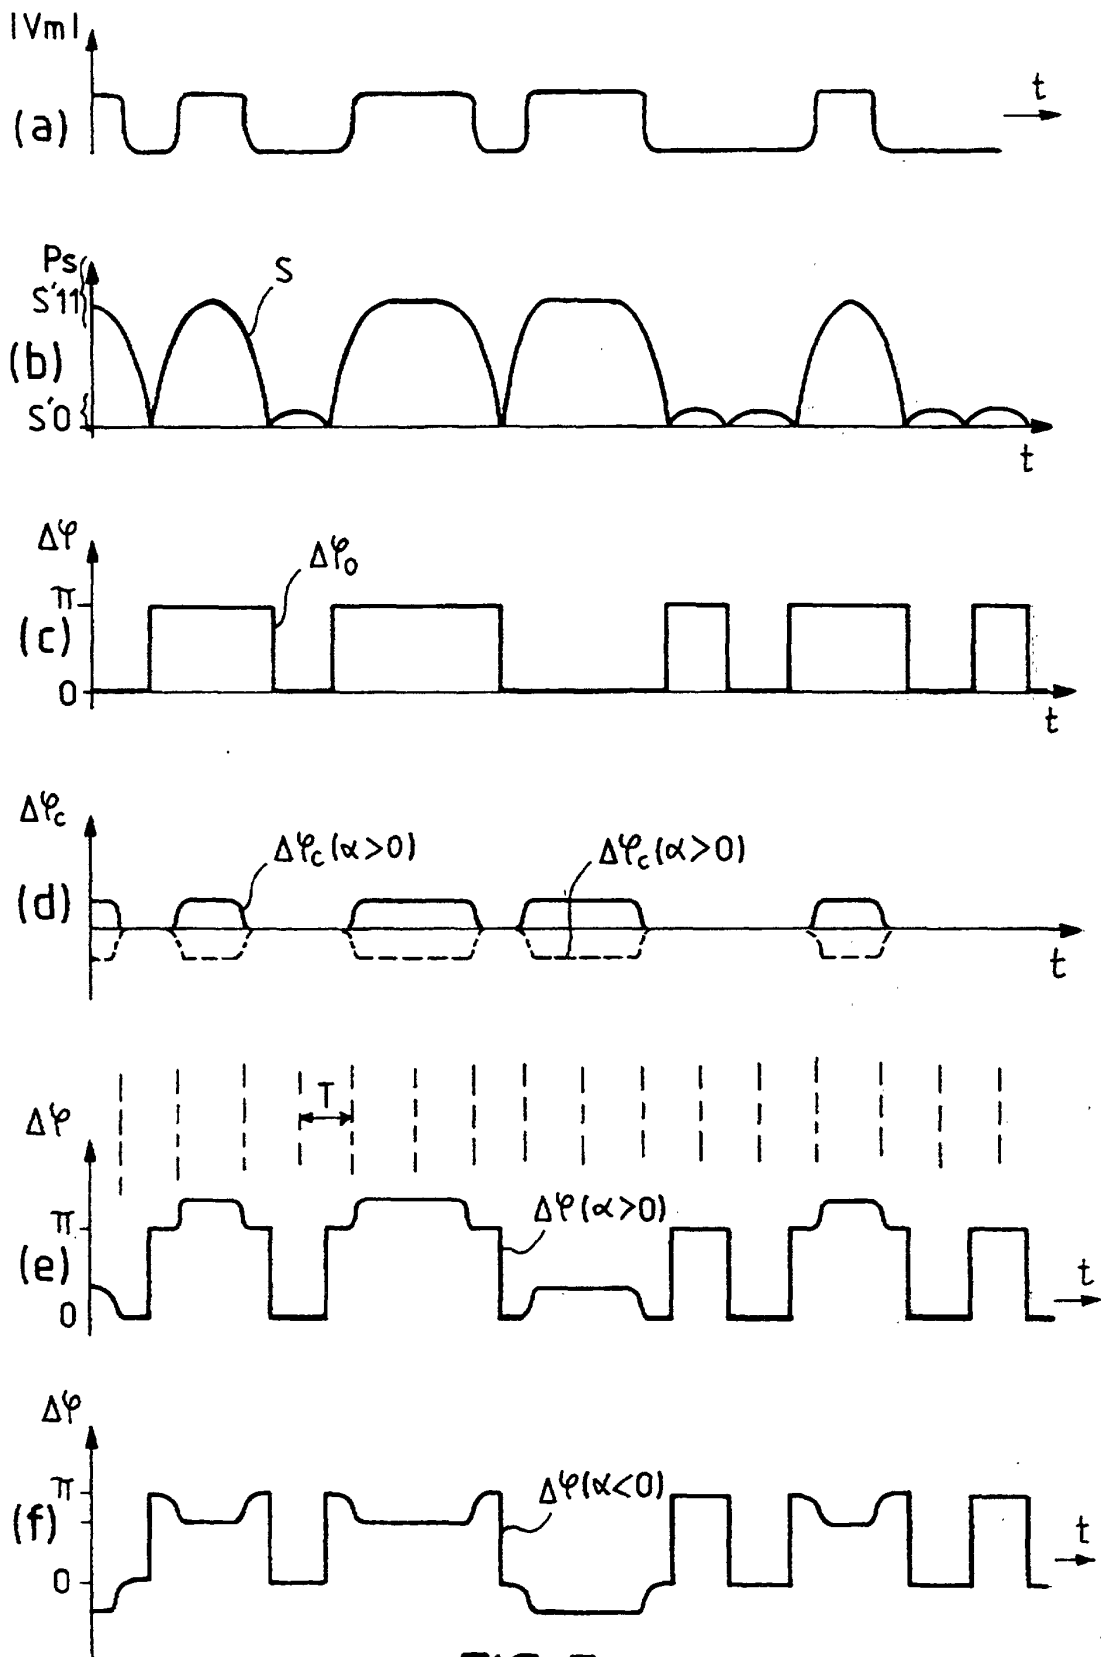 |Vm|
t
(a)
Ps
S
S'11
(b)
S'0
t
Δφ
Δφ0
π
(c)
0
t
Δφc
Δφc(α>0)
Δφc(α>0)
(d)
t
T
Δφ
Δφ(α>0)
π
(e)
t
0
Δφ
π
Δφ(α<0)
(f)
t
0